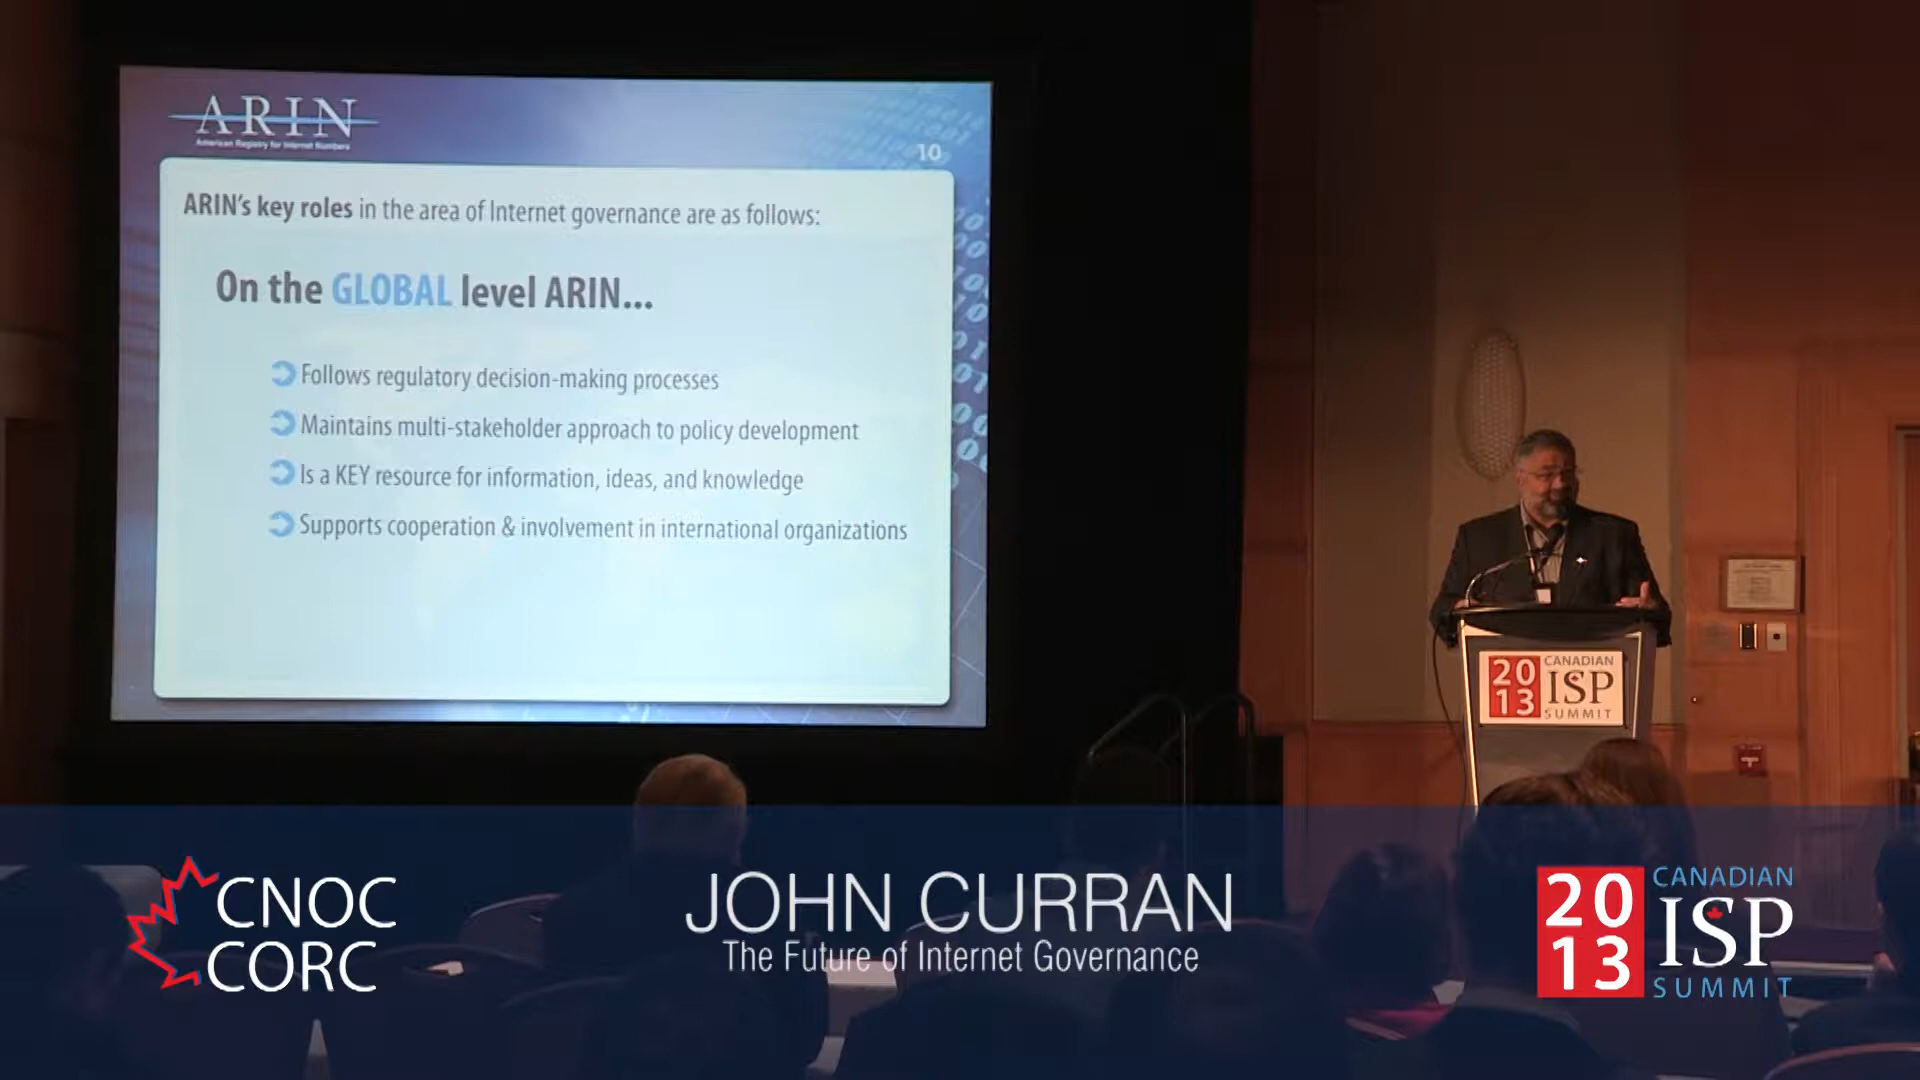 ARIN
American Registry for Internet Numbers
10
ARIN's key roles in the area of Internet governance are as follows:
On the GLOBAL level ARIN...
Follows regulatory decision-making processes
Maintains multi-stakeholder approach to policy development
Is a KEY resource for information, ideas, and knowledge
Supports cooperation & involvement in international organizations
20
13
CANADIAN
ISP
SUMMIT
CNOC
CORC
JOHN CURRAN
The Future of Internet Governance
20
13
CANADIAN
ISP
SUMMIT